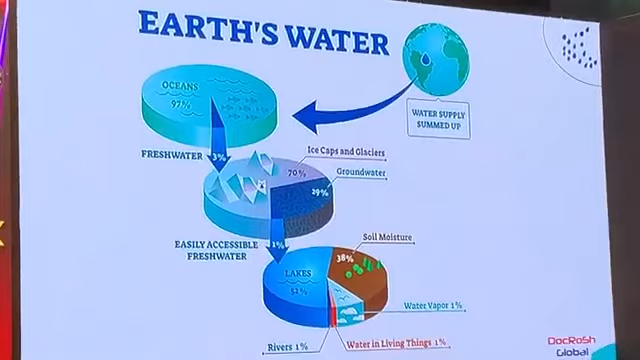 EARTH'S WATER
OCEANS
97%
WATER SUPPLY
SUMMED UP
FRESHWATER
3%
Ice Caps and Glaciers
70%
Groundwater
29%
EASILY ACCESSIBLE
FRESHWATER
1%
Soil Moisture
38%
LAKES
52%
Water Vapor 1%
Rivers 1%
Water in Living Things 1%
DocRoSh
Global